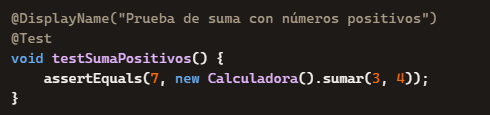 @DisplayName("Prueba de suma con números positivos")
@Test
void testSumaPositivos() {
    assertEquals(7, new Calculadora().sumar(3, 4));
}